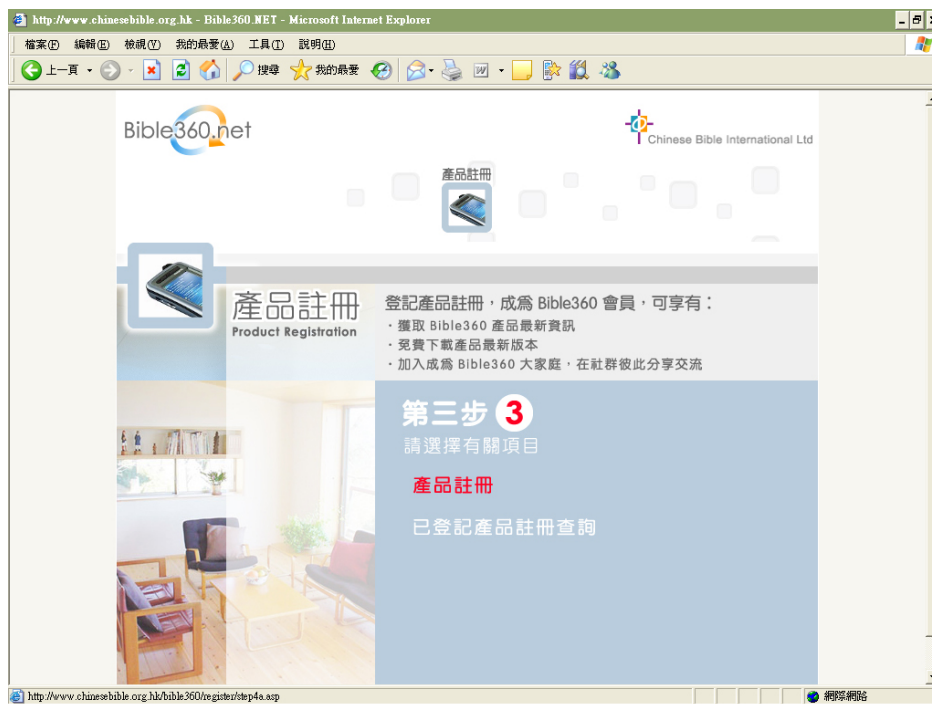 http://www.chinesebible.org.hk - Bible360.NET - Microsoft Internet Explorer
檔案(F) 編輯(E) 檢視(V) 我的最愛(A) 工具(T) 說明(H)
上一頁 搜尋 我的最愛
Bible360.net
Chinese Bible International Ltd
產品註冊
產品註冊
Product Registration
登記產品註冊，成為 Bible360 會員，可享有：
· 獲取 Bible360 產品最新資訊
· 免費下載產品最新版本
· 加入成為 Bible360 大家庭，在社群彼此分享交流
第三步 3
請選擇有關項目
產品註冊
已登記產品註冊查詢
http://www.chinesebible.org.hk/bible360/register/step4a.asp
網際網路